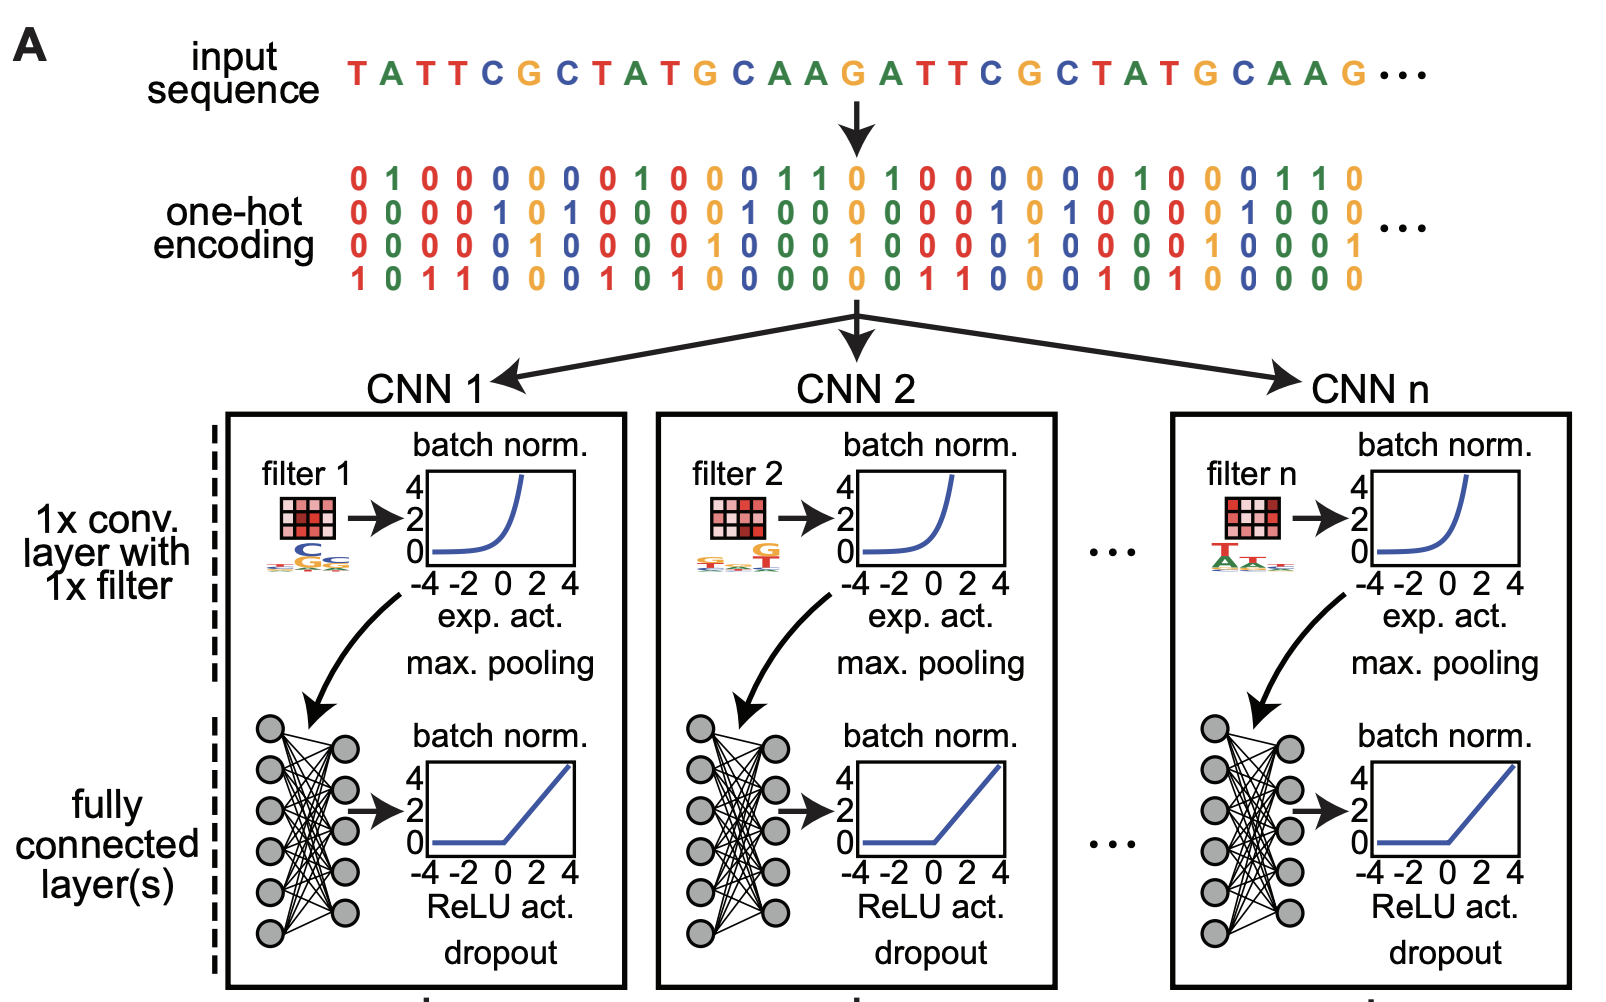 A
input
sequence
T A T T C G C T A T G C A A G A T T C G C T A T G C A A G ...
one-hot
encoding
0 1 0 0 0 0 0 0 1 0 0 0 1 1 0 1 0 0 0 0 0 0 1 0 0 0 1 1 0
0 0 0 0 1 0 1 0 0 0 0 1 0 0 0 0 0 0 1 0 1 0 0 0 0 1 0 0 0
...
0 0 0 0 0 1 0 0 0 0 1 0 0 0 1 0 0 0 0 1 0 0 0 0 1 0 0 0 1
1 0 1 1 0 0 0 1 0 1 0 0 0 0 0 0 1 1 0 0 0 1 0 1 0 0 0 0 0
CNN 1
CNN 2
CNN n
1x conv.
layer with
1x filter
filter 1
batch norm.
4
2
0
-4 -2 0 2 4
exp. act.
max. pooling
filter 2
batch norm.
4
2
0
-4 -2 0 2 4
exp. act.
max. pooling
...
filter n
batch norm.
4
2
0
-4 -2 0 2 4
exp. act.
max. pooling
fully
connected
layer(s)
batch norm.
4
2
0
-4 -2 0 2 4
ReLU act.
dropout
batch norm.
4
2
0
-4 -2 0 2 4
ReLU act.
dropout
...
batch norm.
4
2
0
-4 -2 0 2 4
ReLU act.
dropout